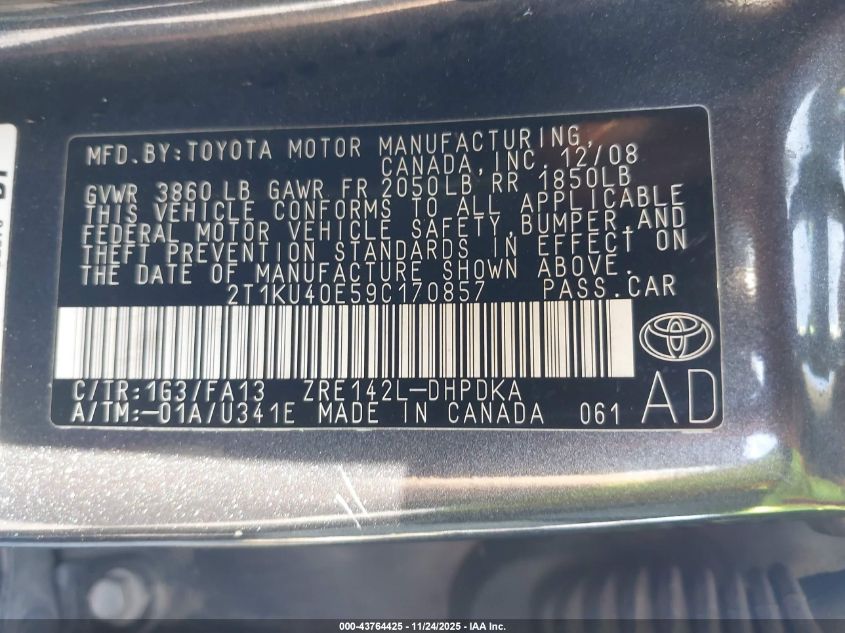 MFD.BY:TOYOTA MOTOR MANUFACTURING,
CANADA,INC. 12/08
GVWR 3860 LB GAWR FR 2050LB RR 1850LB
THIS VEHICLE CONFORMS TO ALL APPLICABLE
FEDERAL MOTOR VEHICLE SAFETY,BUMPER,AND
THEFT PREVENTION STANDARDS IN EFFECT ON
THE DATE OF MANUFACTURE SHOWN ABOVE.
2T1KU40E59C170857 PASS.CAR
C/TR:1G3/FA13 ZRE142L-DHPDKA
A/TM:-01A/U341E MADE IN CANADA 061
AD
000-43764425 - 11/24/2025 - IAA Inc.